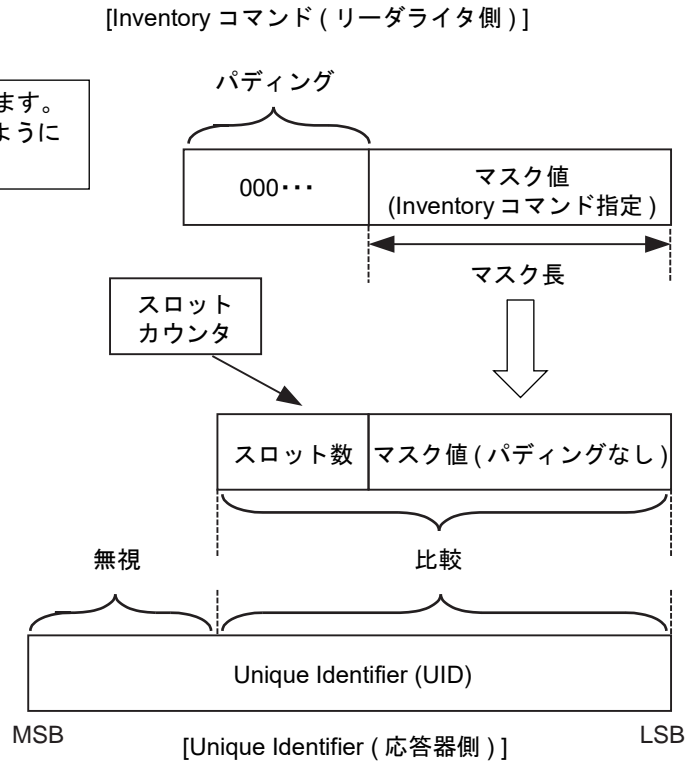 [Inventory コマンド ( リーダライタ側 ) ]
ます。
ように
パディング
000･･･
マスク値
(Inventory コマンド指定 )
マスク長
スロット
カウンタ
スロット数
マスク値 ( パディングなし )
無視
比較
Unique Identifier (UID)
MSB
LSB
[Unique Identifier ( 応答器側 ) ]